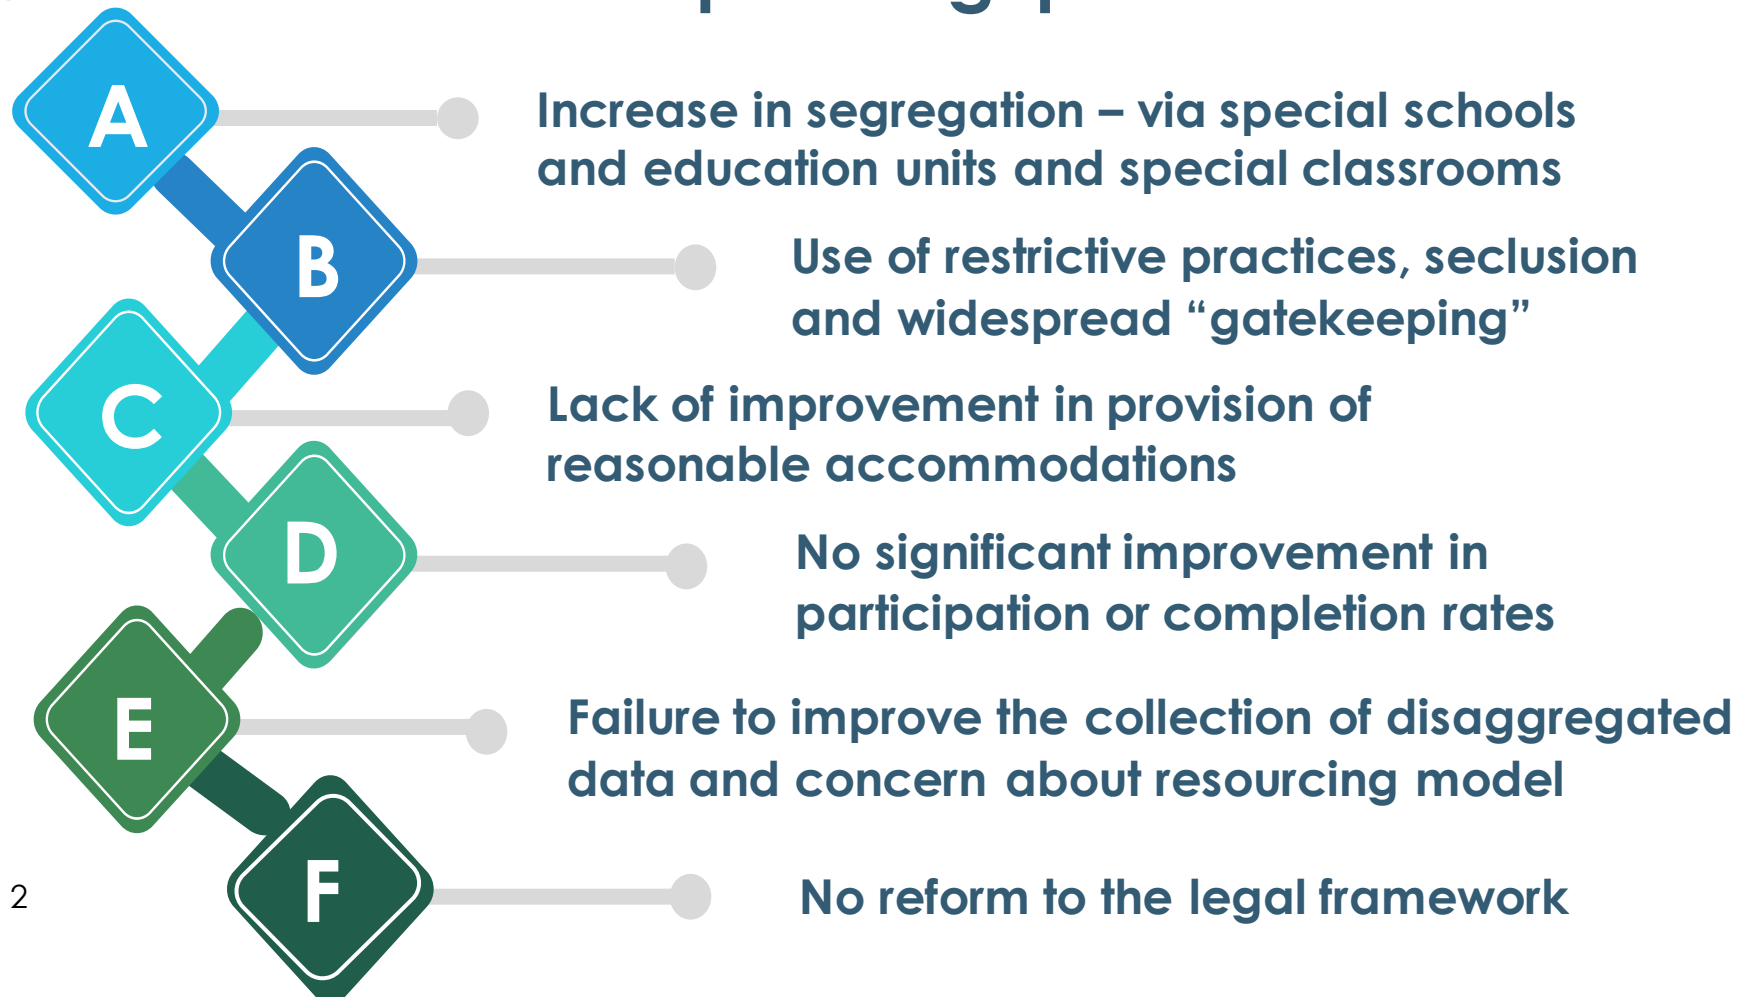 A
Increase in segregation – via special schools
and education units and special classrooms
B
Use of restrictive practices, seclusion
and widespread “gatekeeping”
C
Lack of improvement in provision of
reasonable accommodations
D
No significant improvement in
participation or completion rates
E
Failure to improve the collection of disaggregated
data and concern about resourcing model
F
No reform to the legal framework
2